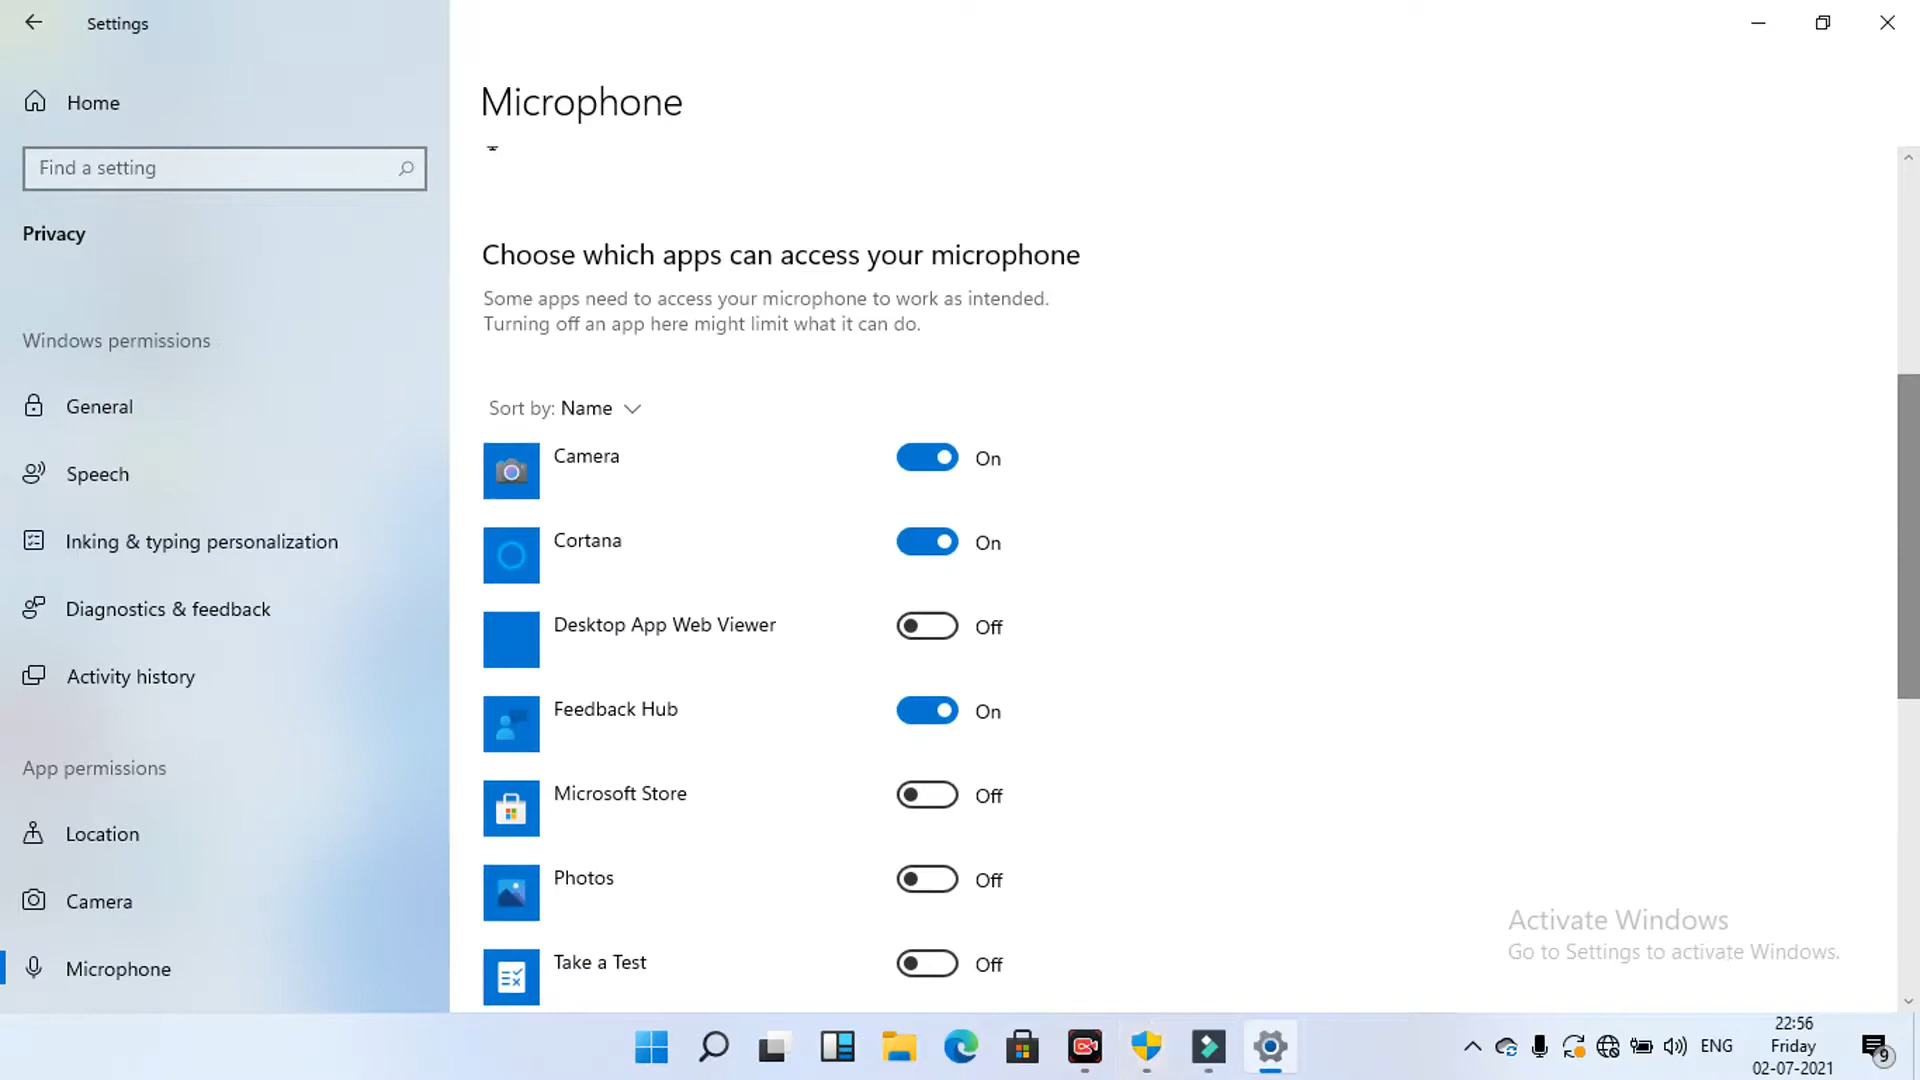 Settings
Home
Find a setting
Privacy
Windows permissions
General
Speech
Inking & typing personalization
Diagnostics & feedback
Activity history
App permissions
Location
Camera
Microphone
Microphone
Choose which apps can access your microphone
Some apps need to access your microphone to work as intended.
Turning off an app here might limit what it can do.
Sort by: Name
Camera On
Cortana On
Desktop App Web Viewer Off
Feedback Hub On
Microsoft Store Off
Photos Off
Take a Test Off
Activate Windows
Go to Settings to activate Windows.
ENG
22:56
Friday
02-07-2021
9